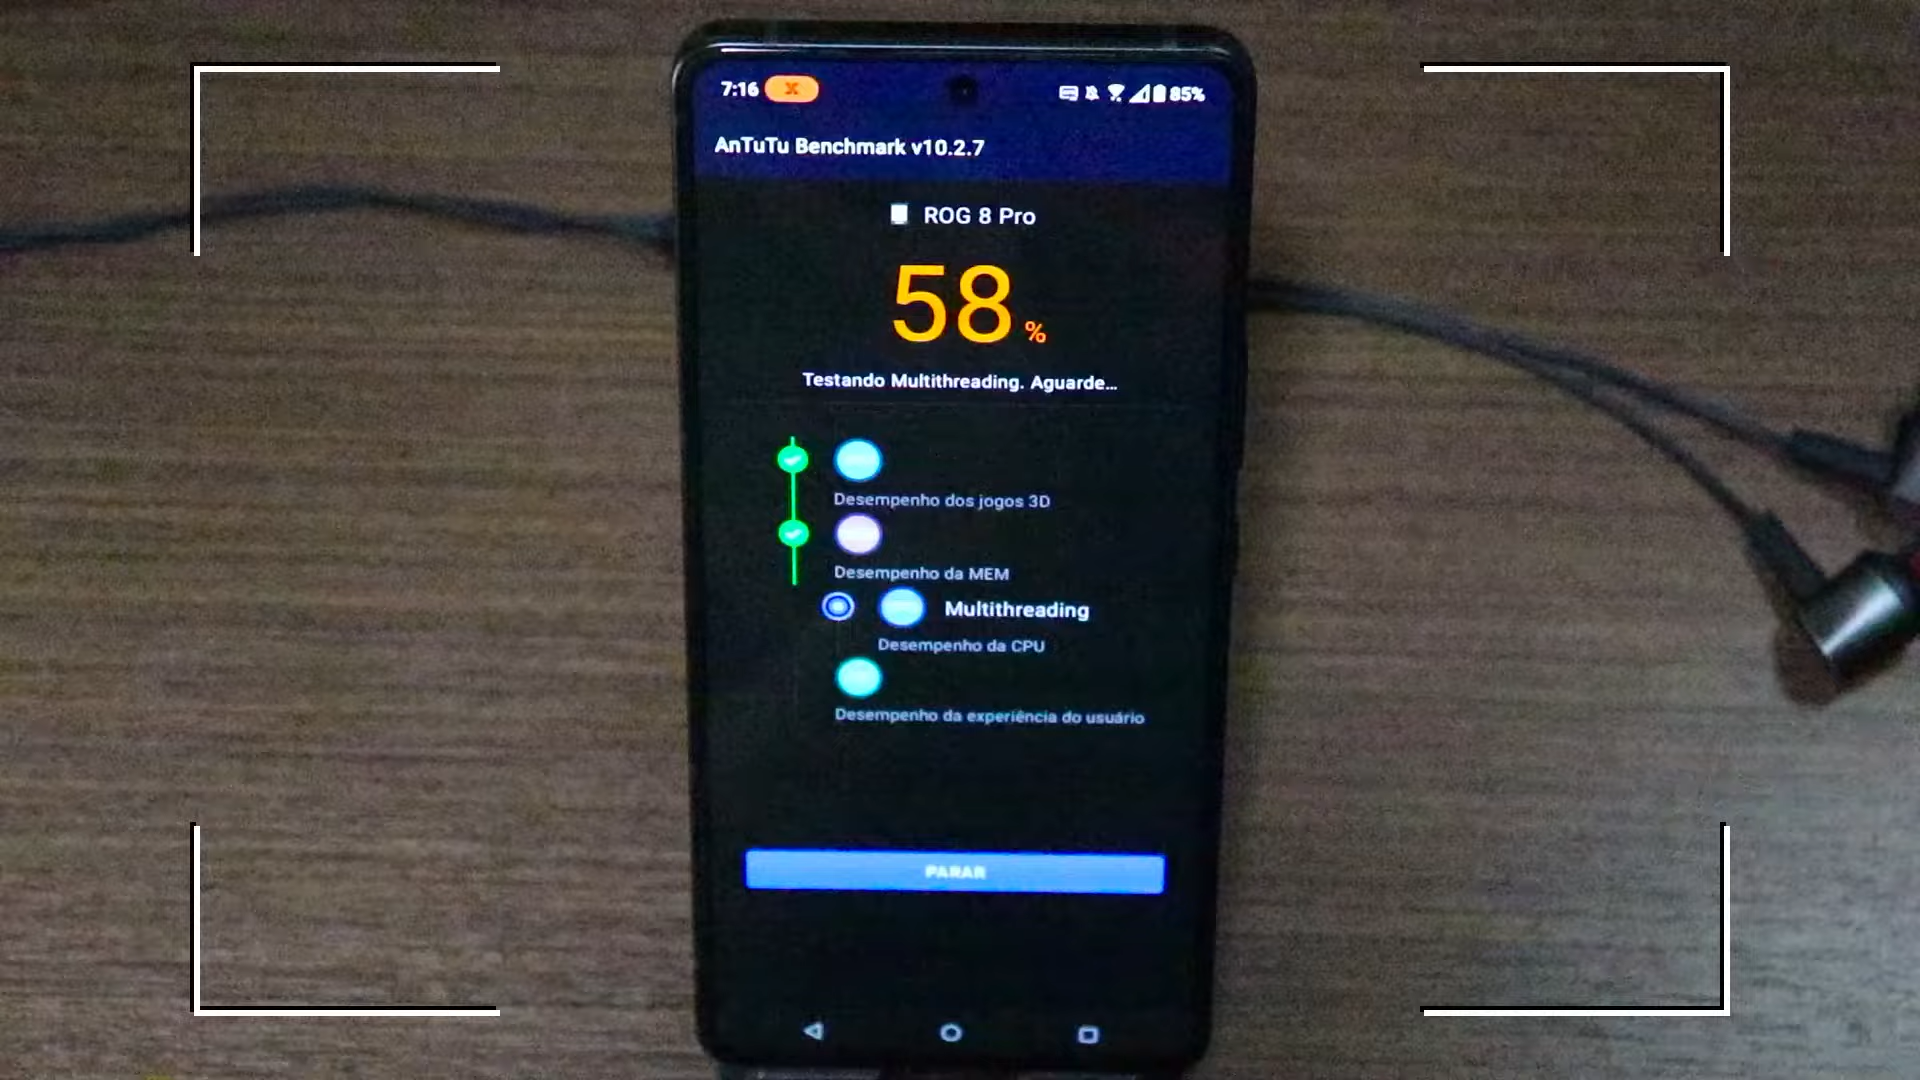 7:16 85%
AnTuTu Benchmark v10.2.7
ROG 8 Pro
58%
Testando Multithreading. Aguarde...
Desempenho dos jogos 3D
Desempenho da MEM
Multithreading
Desempenho da CPU
Desempenho da experiência do usuário
PARAR